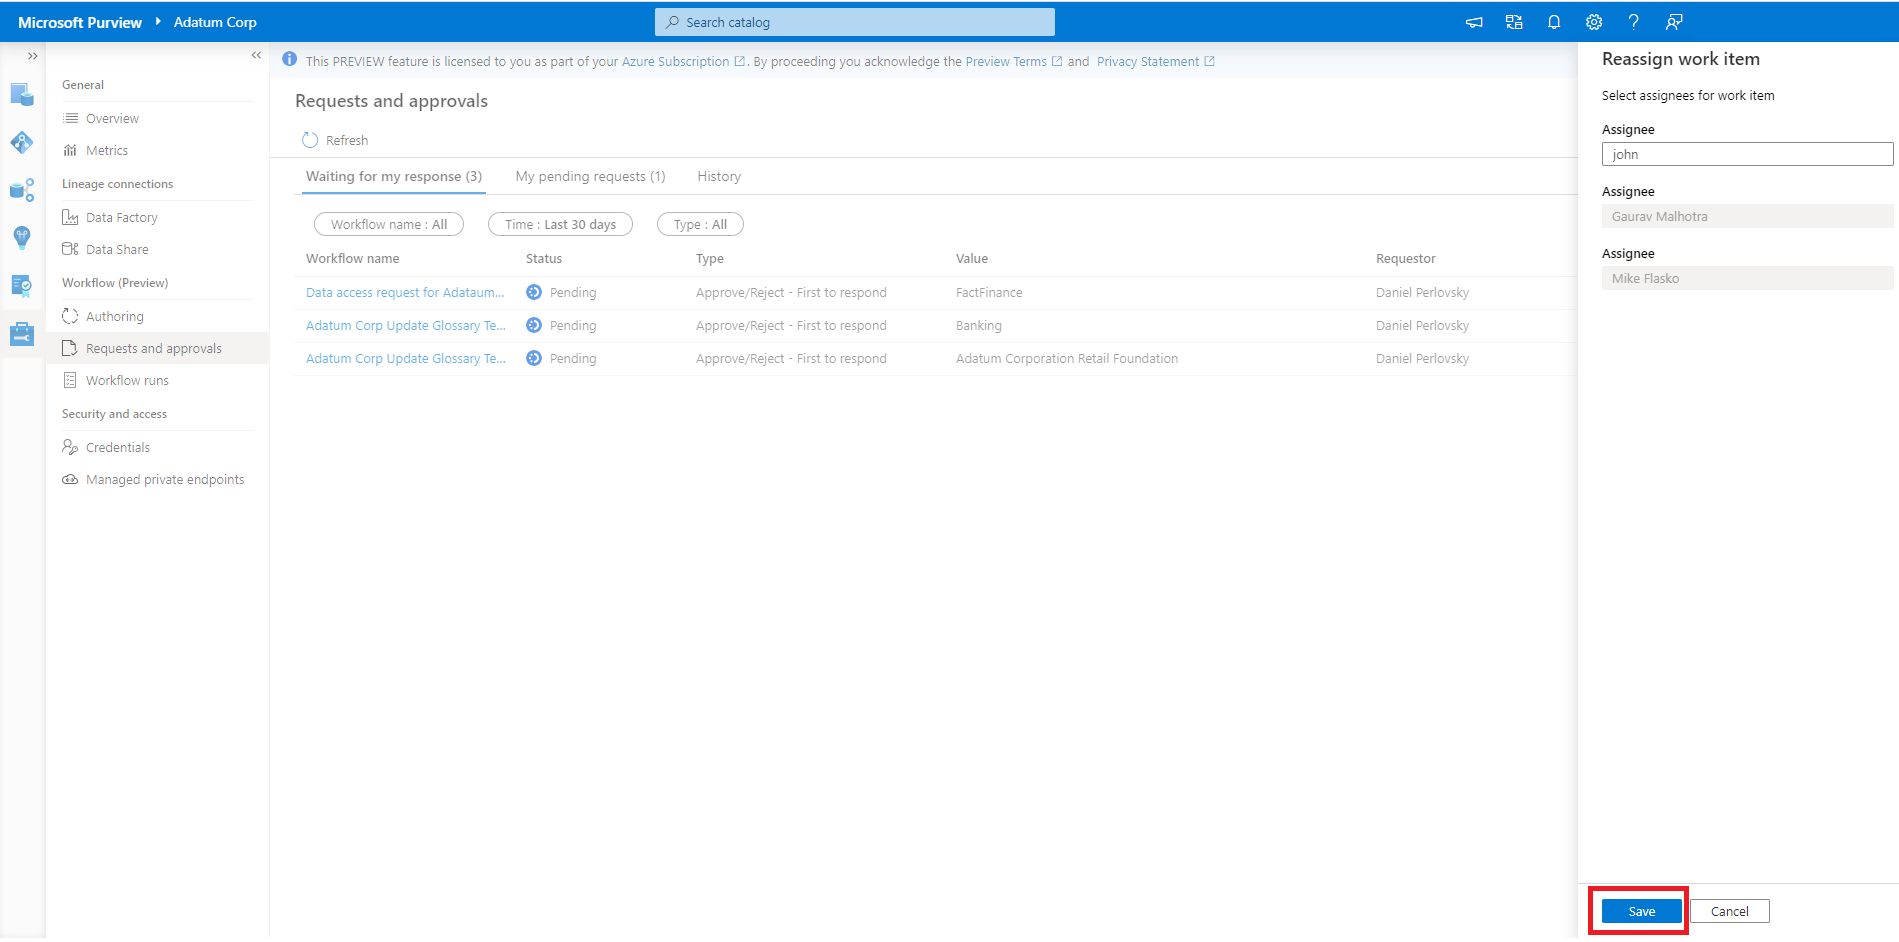 Microsoft Purview Adatum Corp
Search catalog
General
Overview
Metrics
Lineage connections
Data Factory
Data Share
Workflow (Preview)
Authoring
Requests and approvals
Workflow runs
Security and access
Credentials
Managed private endpoints
This PREVIEW feature is licensed to you as part of your Azure Subscription. By proceeding you acknowledge the Preview Terms and Privacy Statement
Requests and approvals
Refresh
Waiting for my response (3) My pending requests (1) History
Workflow name : All Time : Last 30 days Type : All
Workflow name Status Type Value Requestor
Data access request for Adataum... Pending Approve/Reject - First to respond FactFinance Daniel Perlovsky
Adatum Corp Update Glossary Te... Pending Approve/Reject - First to respond Banking Daniel Perlovsky
Adatum Corp Update Glossary Te... Pending Approve/Reject - First to respond Adatum Corporation Retail Foundation Daniel Perlovsky
Reassign work item
Select assignees for work item
Assignee
john
Assignee
Gaurav Malhotra
Assignee
Mike Flasko
Save Cancel